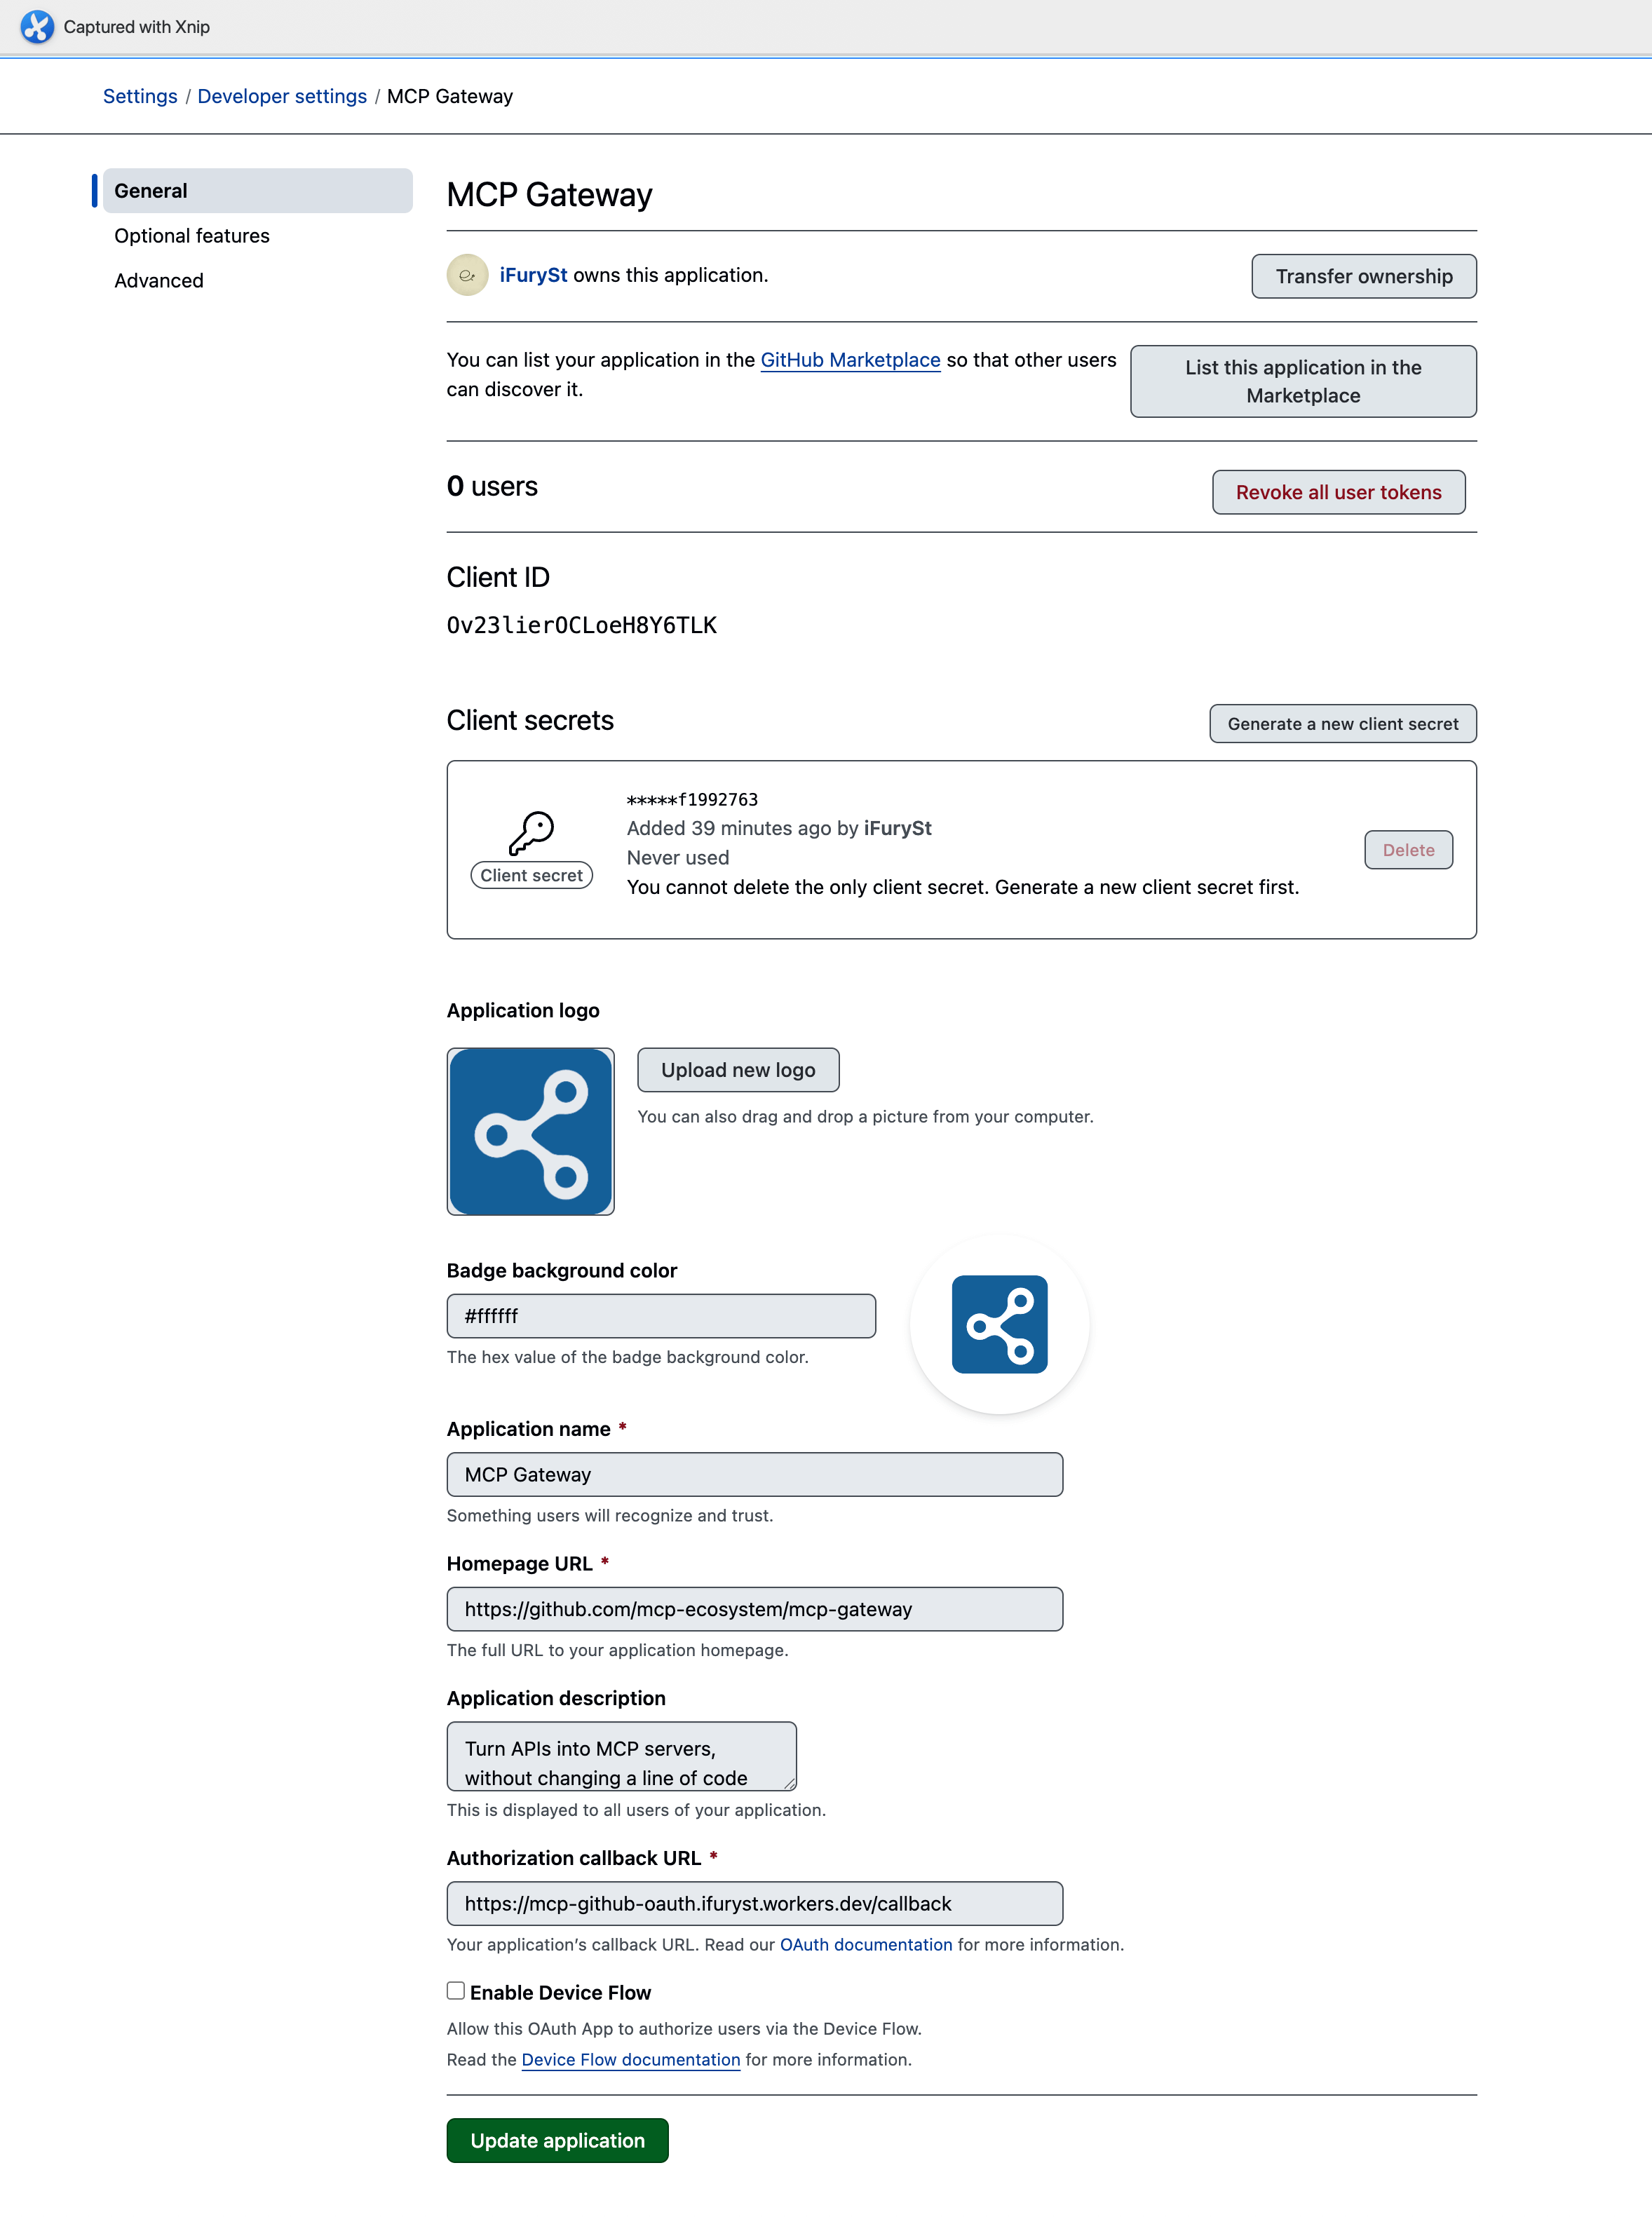 Captured with Xnip
Settings / Developer settings / MCP Gateway
General
Optional features
Advanced
MCP Gateway
iFurySt owns this application.
Transfer ownership
You can list your application in the GitHub Marketplace so that other users
can discover it.
List this application in the
Marketplace
0 users
Revoke all user tokens
Client ID
Ov23lierOCLoeH8Y6TLK
Client secrets
Generate a new client secret
Client secret
*****f1992763
Added 39 minutes ago by iFurySt
Never used
You cannot delete the only client secret. Generate a new client secret first.
Delete
Application logo
Upload new logo
You can also drag and drop a picture from your computer.
Badge background color
#ffffff
The hex value of the badge background color.
Application name *
MCP Gateway
Something users will recognize and trust.
Homepage URL *
https://github.com/mcp-ecosystem/mcp-gateway
The full URL to your application homepage.
Application description
Turn APIs into MCP servers,
without changing a line of code
This is displayed to all users of your application.
Authorization callback URL *
https://mcp-github-oauth.ifuryst.workers.dev/callback
Your application’s callback URL. Read our OAuth documentation for more information.
Enable Device Flow
Allow this OAuth App to authorize users via the Device Flow.
Read the Device Flow documentation for more information.
Update application